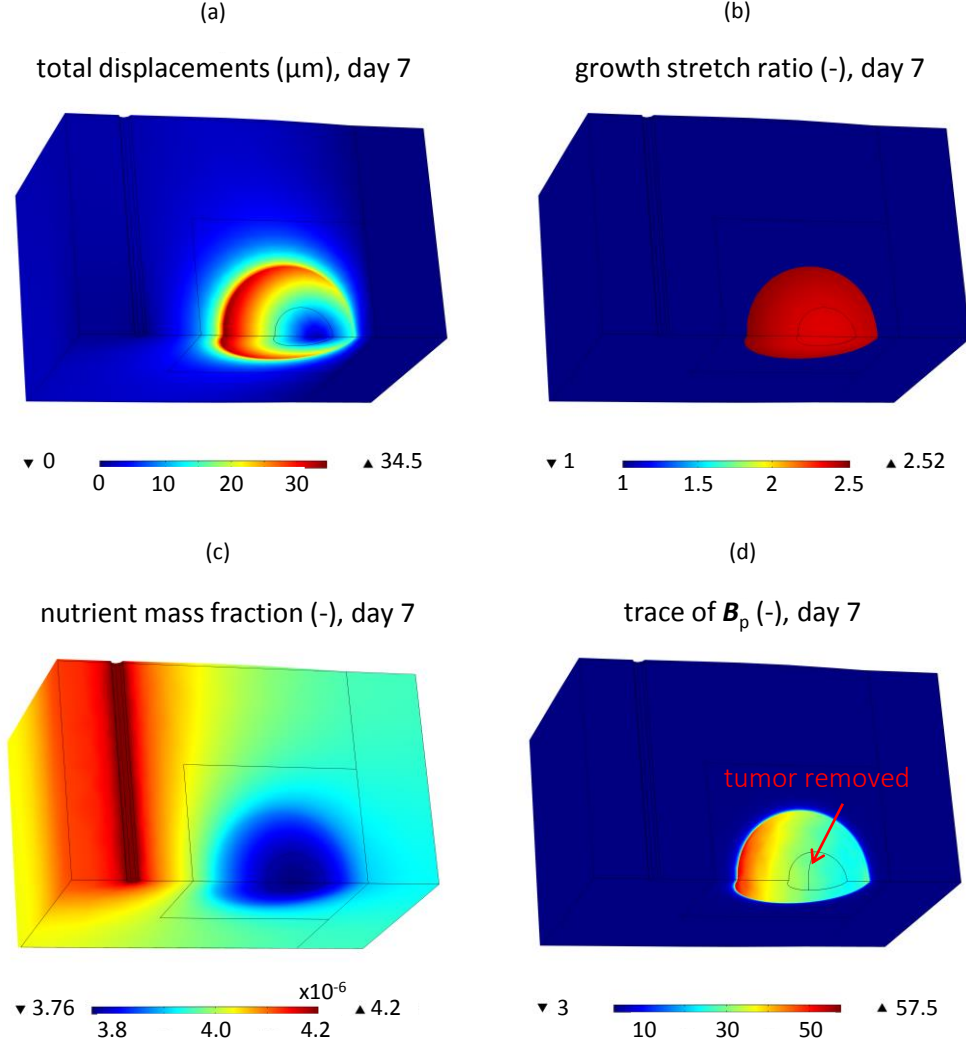 (a)
total displacements (μm), day 7
▼ 0
0 10 20 30
▲ 34.5
(b)
growth stretch ratio (-), day 7
▼ 1
1 1.5 2 2.5
▲ 2.52
(c)
nutrient mass fraction (-), day 7
x10⁻⁶
▼ 3.76
3.8 4.0 4.2
▲ 4.2
(d)
trace of Bₚ (-), day 7
tumor removed
▼ 3
10 30 50
▲ 57.5